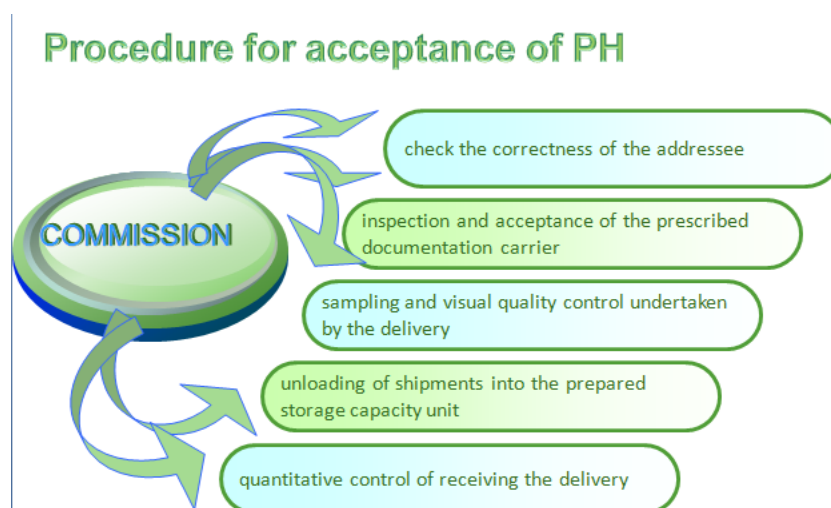 Procedure for acceptance of PH
COMMISSION
check the correctness of the addressee
inspection and acceptance of the prescribed
documentation carrier
sampling and visual quality control undertaken
by the delivery
unloading of shipments into the prepared
storage capacity unit
quantitative control of receiving the delivery